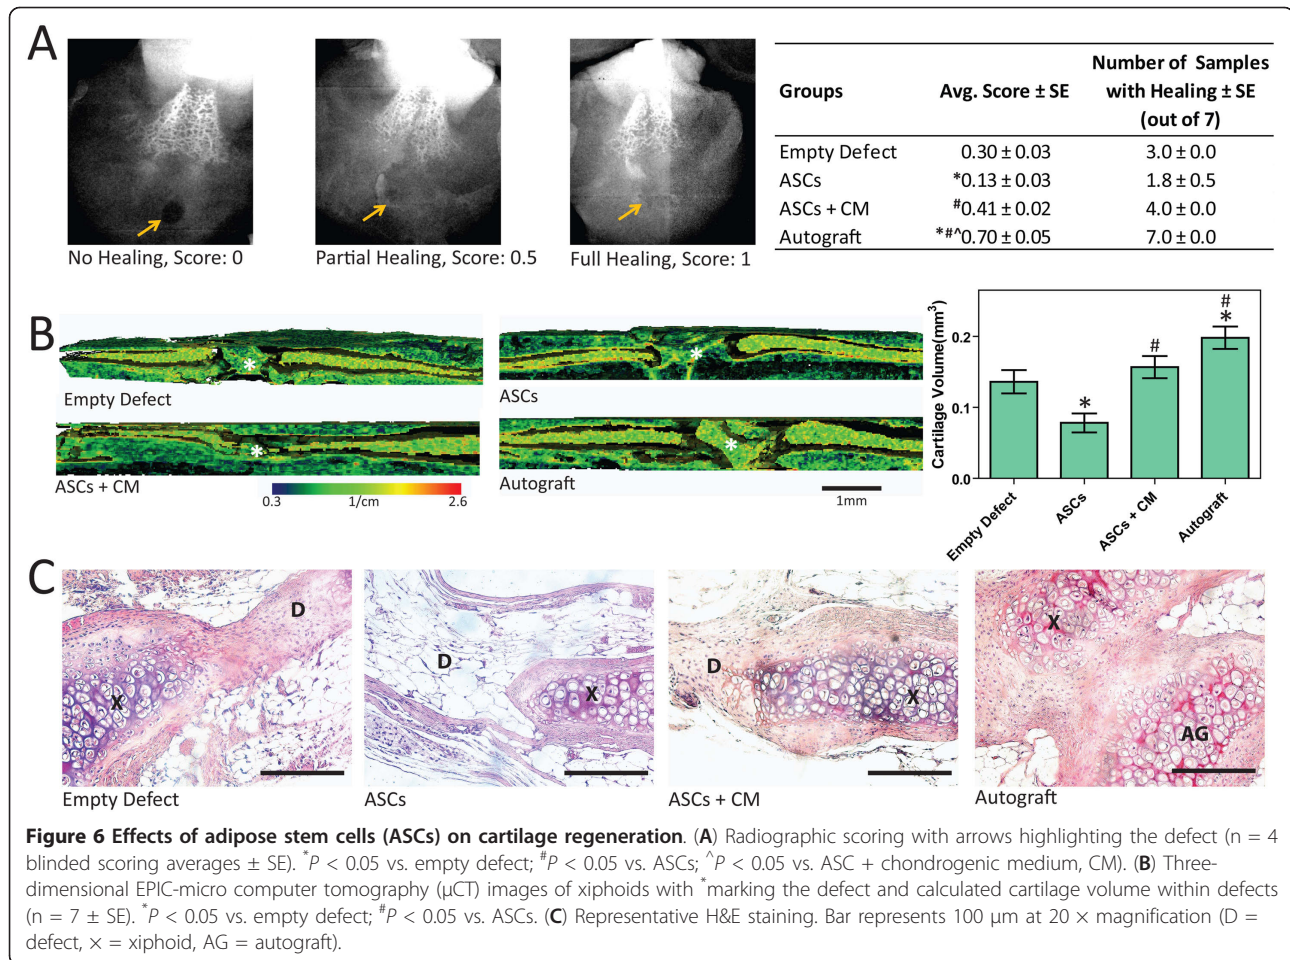 A
No Healing, Score: 0
Partial Healing, Score: 0.5
Full Healing, Score: 1
Groups Avg. Score ± SE Number of Samples with Healing ± SE (out of 7)
Empty Defect 0.30 ± 0.03 3.0 ± 0.0
ASCs *0.13 ± 0.03 1.8 ± 0.5
ASCs + CM #0.41 ± 0.02 4.0 ± 0.0
Autograft *#^0.70 ± 0.05 7.0 ± 0.0
B
*
Empty Defect
*
ASCs
*
ASCs + CM
*
Autograft
0.3 1/cm 2.6
1mm
Cartilage Volume(mm³)
0.2
0.1
0.0
*
#
#
*
Empty Defect
ASCs
ASCs + CM
Autograft
C
D
X
Empty Defect
D
X
ASCs
D
X
ASCs + CM
X
AG
Autograft
Figure 6 Effects of adipose stem cells (ASCs) on cartilage regeneration. (A) Radiographic scoring with arrows highlighting the defect (n = 4
blinded scoring averages ± SE). *P < 0.05 vs. empty defect; #P < 0.05 vs. ASCs; ^P < 0.05 vs. ASC + chondrogenic medium, CM). (B) Three-
dimensional EPIC-micro computer tomography (μCT) images of xiphoids with *marking the defect and calculated cartilage volume within defects
(n = 7 ± SE). *P < 0.05 vs. empty defect; #P < 0.05 vs. ASCs. (C) Representative H&E staining. Bar represents 100 μm at 20 × magnification (D =
defect, × = xiphoid, AG = autograft).